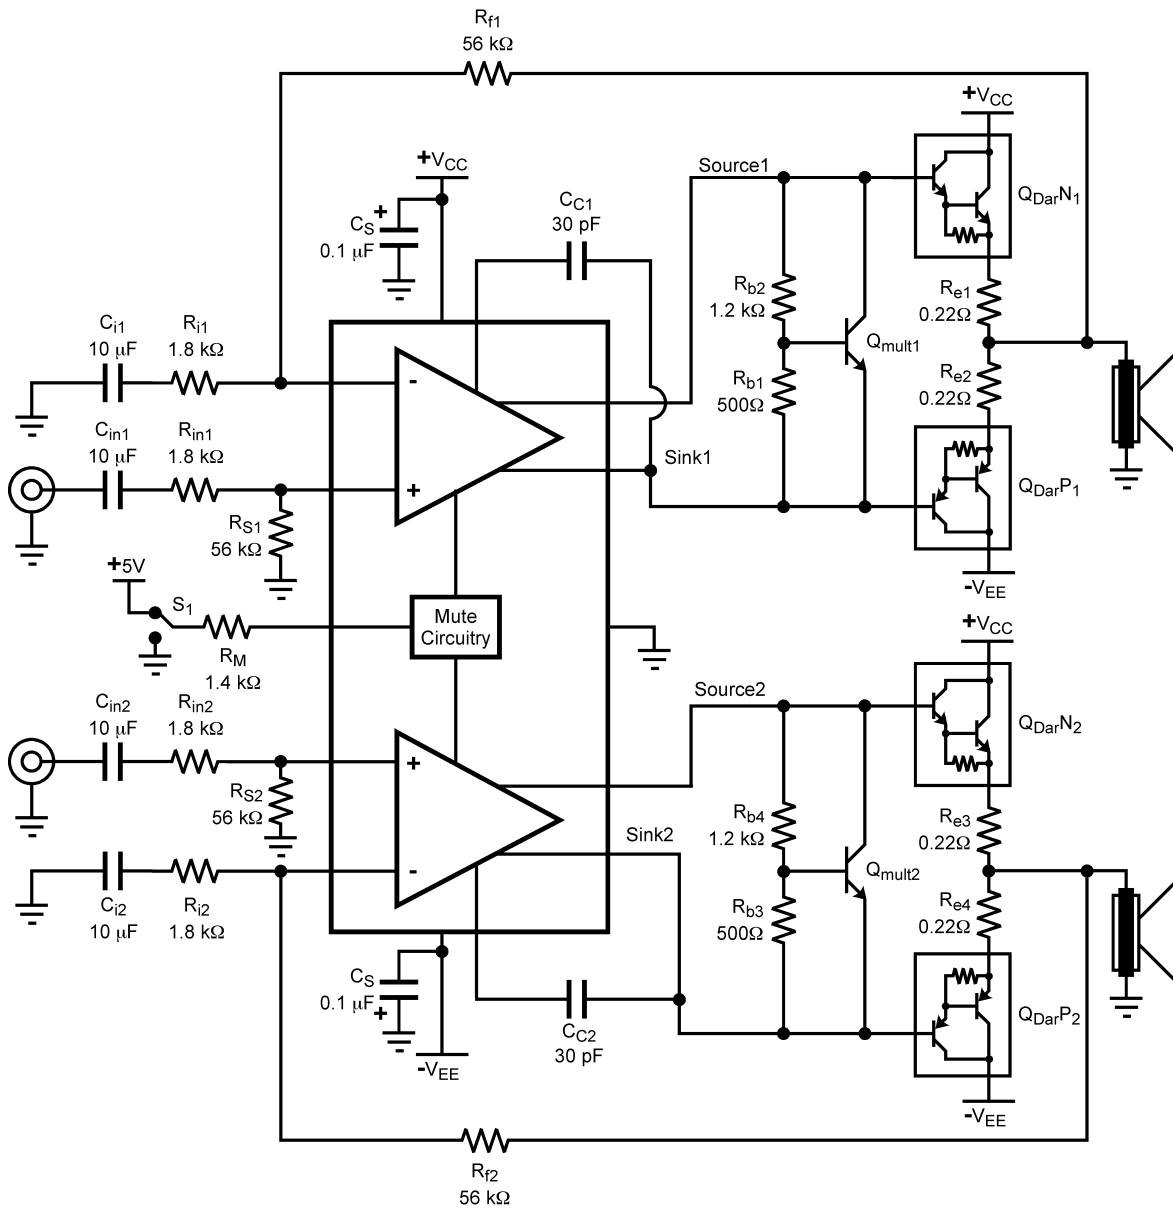 Rf1
56 kΩ
+VCC
+VCC
Source1
CC1
30 pF
QDarN1
CS
+
0.1 μF
Rb2
1.2 kΩ
Re1
0.22Ω
Ci1
10 μF
Ri1
1.8 kΩ
Qmult1
-
Rb1
500Ω
Re2
0.22Ω
Cin1
10 μF
Rin1
1.8 kΩ
Sink1
+
QDarP1
RS1
56 kΩ
+5V
-VEE
S1
Mute
Circuitry
+VCC
RM
1.4 kΩ
Source2
Cin2
10 μF
Rin2
1.8 kΩ
QDarN2
+
RS2
56 kΩ
Rb4
1.2 kΩ
Re3
0.22Ω
Sink2
-
Qmult2
Ci2
10 μF
Ri2
1.8 kΩ
Rb3
500Ω
Re4
0.22Ω
CS
0.1 μF
+
QDarP2
CC2
30 pF
-VEE
-VEE
Rf2
56 kΩ